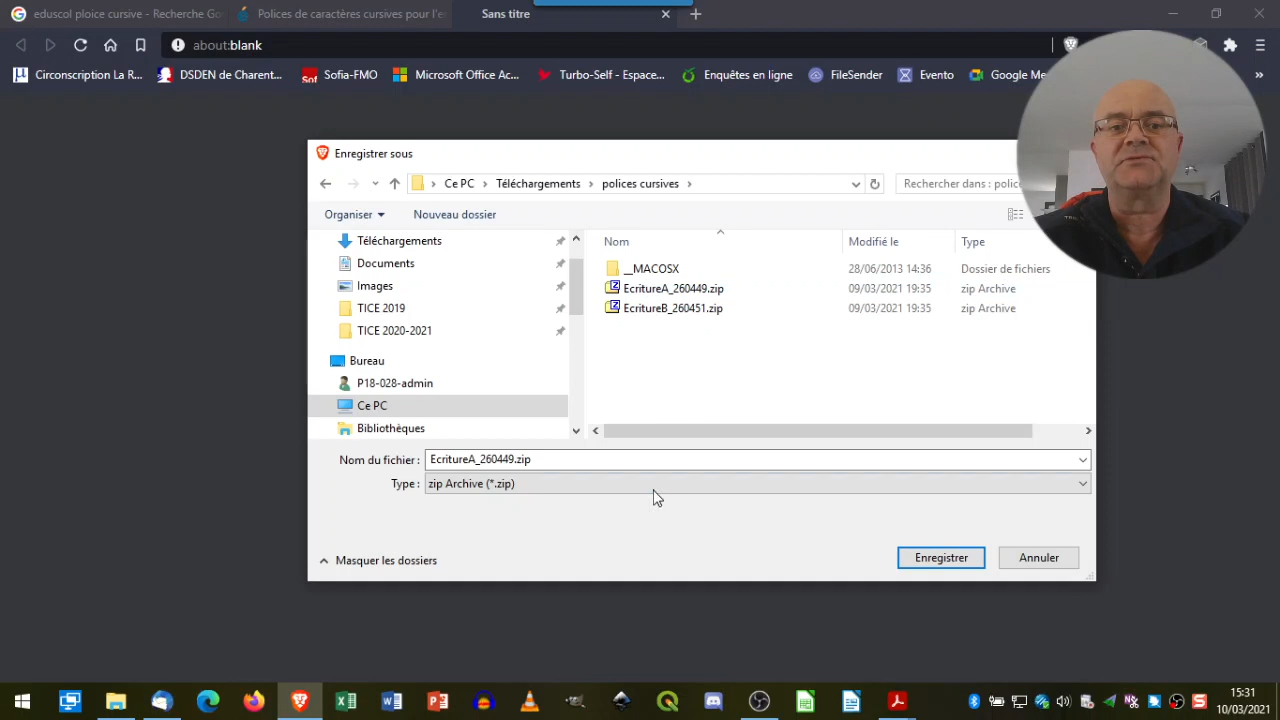 eduscol ploice cursive - Recherche Go
Polices de caractères cursives pour l'e
Sans titre
about:blank
Circonscription La R...
DSDEN de Charent...
Sofia-FMO
Microsoft Office Ac...
Turbo-Self - Espace...
Enquêtes en ligne
FileSender
Evento
Google Me
»
Enregistrer sous
Ce PC > Téléchargements > polices cursives >
Rechercher dans : police
Organiser
Nouveau dossier
Téléchargements
Documents
Images
TICE 2019
TICE 2020-2021
Bureau
P18-028-admin
Ce PC
Bibliothèques
Nom Modifié le Type
__MACOSX 28/06/2013 14:36 Dossier de fichiers
EcritureA_260449.zip 09/03/2021 19:35 zip Archive
EcritureB_260451.zip 09/03/2021 19:35 zip Archive
Nom du fichier : EcritureA_260449.zip
Type : zip Archive (*.zip)
Masquer les dossiers
Enregistrer
Annuler
15:31
10/03/2021